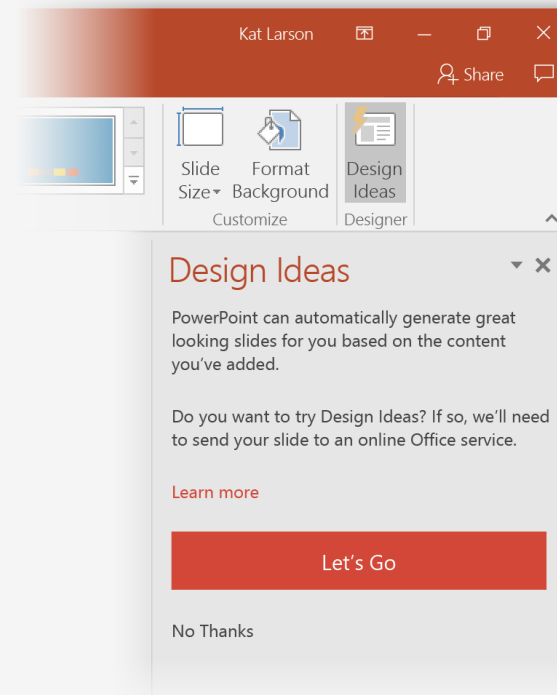 Kat Larson
Share
Slide Size
Format Background
Design Ideas
Customize
Designer
Design Ideas
PowerPoint can automatically generate great
looking slides for you based on the content
you’ve added.
Do you want to try Design Ideas? If so, we’ll need
to send your slide to an online Office service.
Learn more
Let’s Go
No Thanks